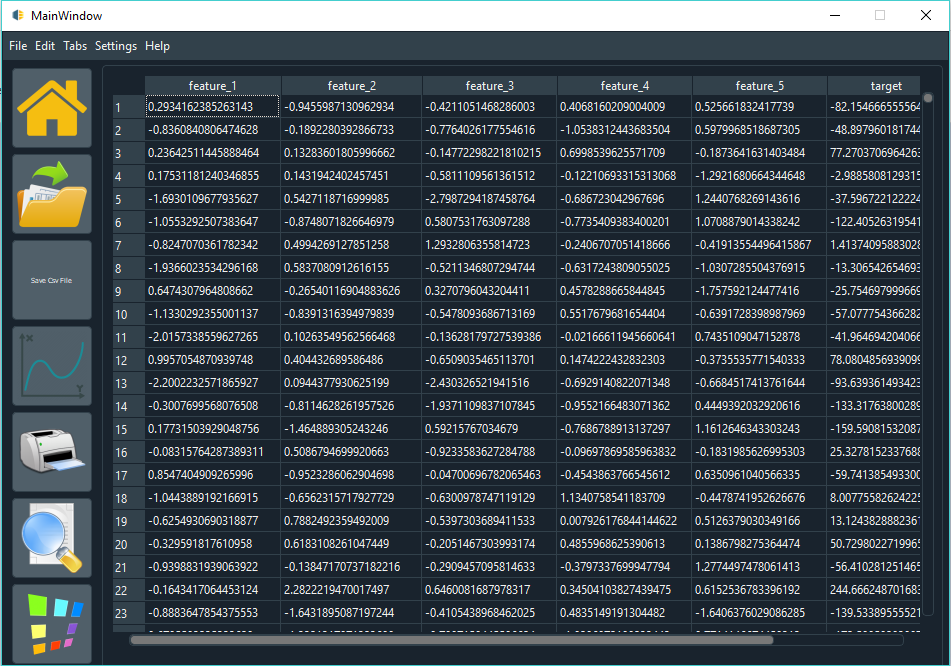 MainWindow
File Edit Tabs Settings Help
feature_1 feature_2 feature_3 feature_4 feature_5 target
1 0.2934162385263143 -0.9455987130962934 -0.4211051468286003 0.4068160209004009 0.525661832417739 -82.154666555564
2 -0.8360840806474628 -0.1892280392866733 -0.7764026177554616 -1.0538312443683504 0.5979968518687305 -48.897960181744
3 0.23642511445888464 0.13283601805996662 -0.14772298221810215 0.6998539625571709 -0.1873641631403484 77.270370696426
4 0.17531181240346855 0.1431942402457451 -0.5811109561361512 -0.12210693315313068 -1.2921680664344648 -2.9885808129315
5 -1.6930109677935627 0.5427118716999985 -2.7987294187458764 -0.686723042967696 1.2440768269143616 -37.596722122224
6 -1.0553292507383647 -0.8748071826646979 0.5807531763097288 -0.7735409383400201 1.0708879014338242 -122.40526319541
7 -0.8247070361782342 0.4994269127851258 1.2932806355814723 -0.2406707051418666 -0.41913554496415867 1.41374095883028
8 -1.9366023534296168 0.5837080912616155 -0.5211346807294744 -0.6317243809055025 -1.0307285504376915 -13.306542654693
9 0.6474307964808662 -0.26540116904883626 0.3270796043204411 0.4578288665844845 -1.757592124477416 -25.754697999669
10 -1.1330292355001137 -0.8391316394979839 -0.5478093686713169 0.5517679681654404 -0.6391728398987969 -57.077754366282
11 -2.0157338559627265 0.10263549562566468 -0.13628179727539386 -0.02166611945660641 0.7435109047152878 -41.964694204066
12 0.9957054870939748 0.404432689586486 -0.6509035465113701 0.1474222432832303 -0.3735535771540333 78.080485693909
13 -2.2002232571865927 0.0944377930625199 -2.430326521941516 -0.6929140822071348 -0.6684517413761644 -93.639361493423
14 -0.3007699568076508 -0.8114628261957526 -1.9371109837107845 -0.9552166483071362 0.4449392032920616 -133.31763800289
15 0.17731503929048756 -1.464889305243246 0.59215767034679 -0.7686788913137297 1.1612646343303243 -159.59081532087
16 -0.08315764287389311 0.508679469920663 -0.9233583627284788 -0.09697869585963832 -0.1831985626995303 25.3278152337688
17 0.8547404909265996 -0.9523286062904698 -0.04700696782065463 -0.4543863766545612 0.6350961040566335 -59.741385493300
18 -1.0443889192166915 -0.6562315717927729 -0.6300978747119129 1.1340758541183709 -0.4478741952626676 8.00775582624225
19 -0.6254930690318877 0.7882492359492009 -0.5397303689411533 0.007926176844144622 0.5126379030349166 13.124382888236
20 -0.329591817610958 0.6183108261047449 -0.2051467303993174 0.4855968625390613 0.1386798275364474 50.7298022719965
21 -0.9398831939063922 -0.13847170737182216 -0.2909457095814633 -0.3797337699947794 1.2774497478061413 -56.410281251465
22 -0.1643417064453124 2.2822219470017497 0.6460081687978317 0.34504103827439475 0.6152536783396192 244.666248701683
23 -0.8883647854375553 -1.6431895087197244 -0.4105438968462025 0.4835149191304482 -1.6406376029086285 -139.53389555521
Save Csv File
X
Y